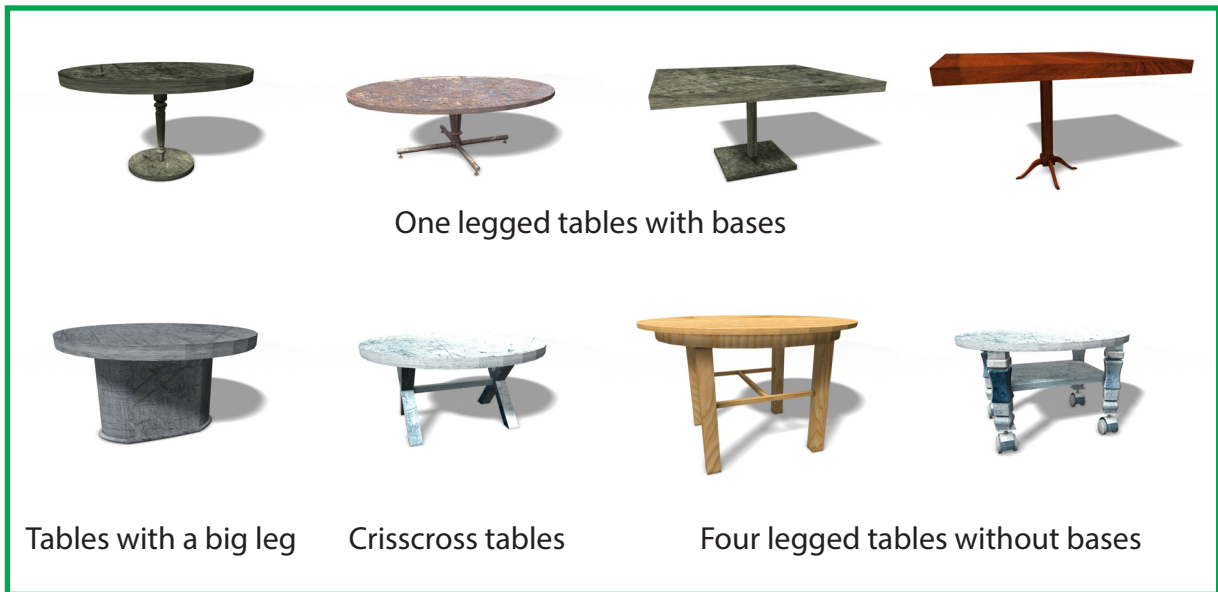 One legged tables with bases
Tables with a big leg
Crisscross tables
Four legged tables without bases